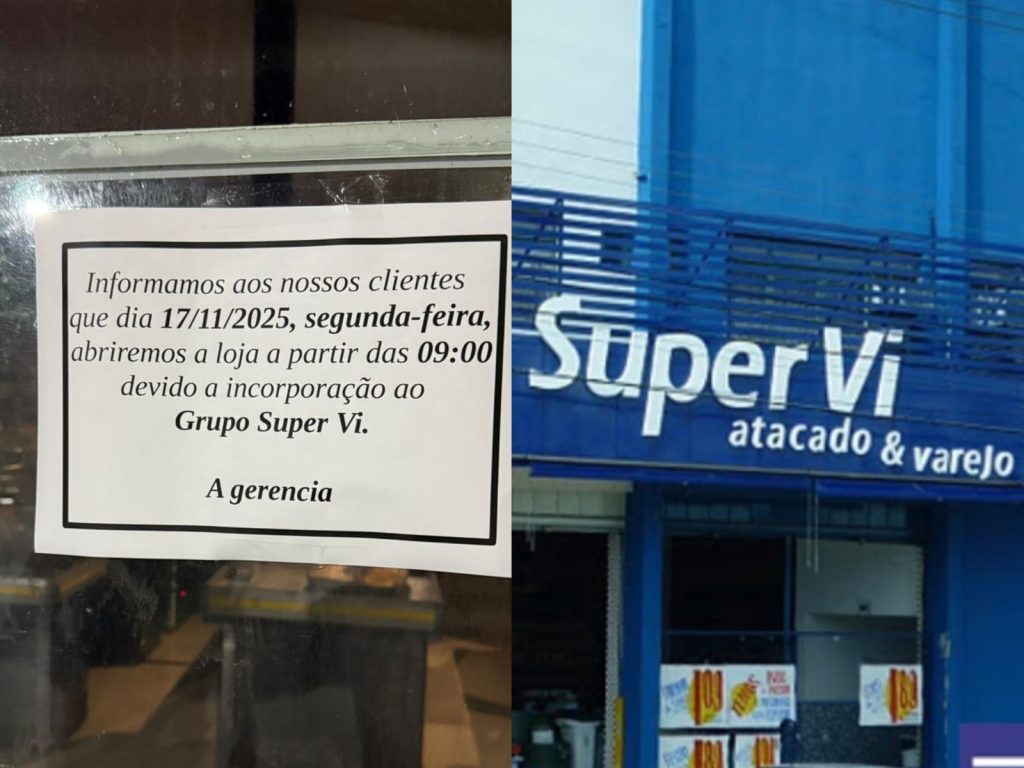 Informamos aos nossos clientes
que dia 17/11/2025, segunda-feira,
abriremos a loja a partir das 09:00
devido a incorporação ao
Grupo Super Vi.
A gerencia
Super Vi
atacado & varejo